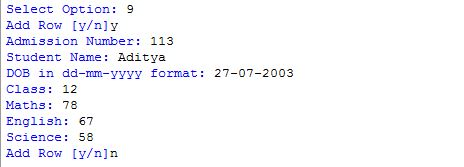 Select Option: 9
Add Row [y/n]y
Admission Number: 113
Student Name: Aditya
DOB in dd-mm-yyyy format: 27-07-2003
Class: 12
Maths: 78
English: 67
Science: 58
Add Row [y/n]n